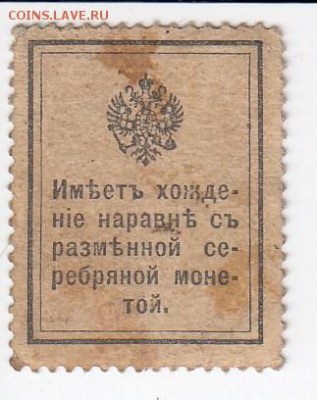 COINS.LAVE.RU
Имѣетъ хожде-
ніе наравнѣ съ
размѣнной се-
ребряной моне-
той.